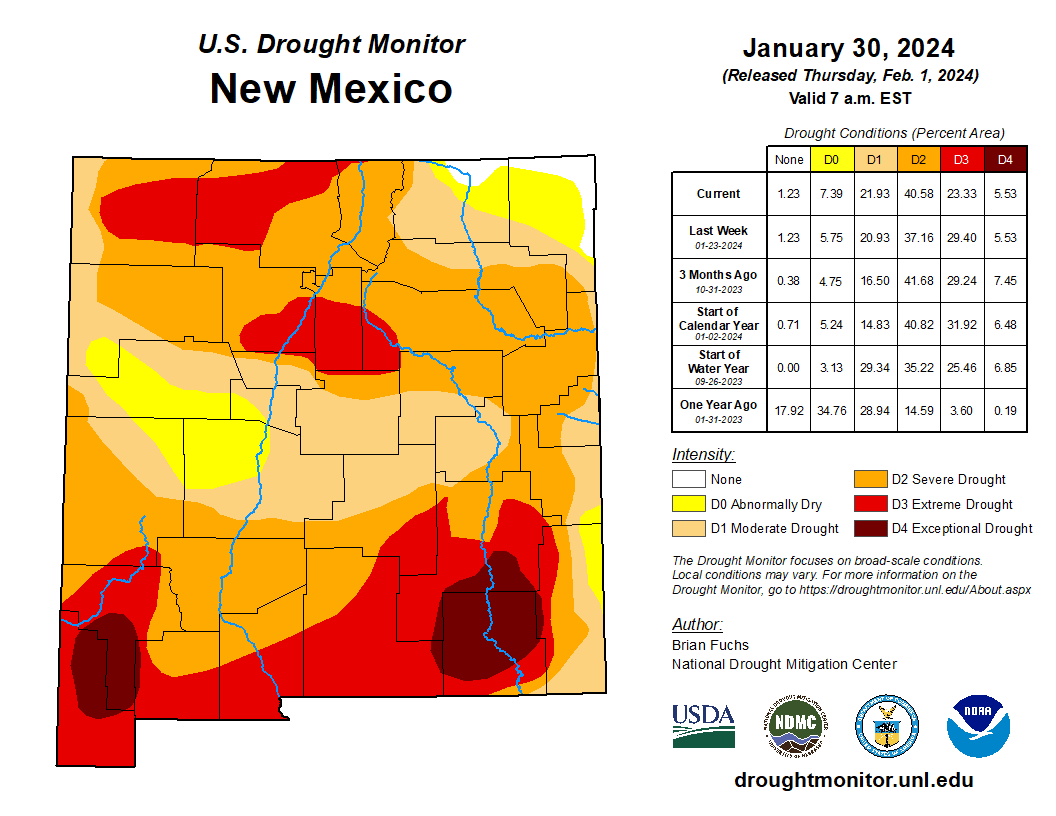 U.S. Drought Monitor
New Mexico
January 30, 2024
(Released Thursday, Feb. 1, 2024)
Valid 7 a.m. EST
Drought Conditions (Percent Area)
None D0 D1 D2 D3 D4
Current 1.23 7.39 21.93 40.58 23.33 5.53
Last Week
01-23-2024 1.23 5.75 20.93 37.16 29.40 5.53
3 Months Ago
10-31-2023 0.38 4.75 16.50 41.68 29.24 7.45
Start of
Calendar Year
01-02-2024 0.71 5.24 14.83 40.82 31.92 6.48
Start of
Water Year
09-26-2023 0.00 3.13 29.34 35.22 25.46 6.85
One Year Ago
01-31-2023 17.92 34.76 28.94 14.59 3.60 0.19
Intensity:
None
D0 Abnormally Dry
D1 Moderate Drought
D2 Severe Drought
D3 Extreme Drought
D4 Exceptional Drought
The Drought Monitor focuses on broad-scale conditions.
Local conditions may vary. For more information on the
Drought Monitor, go to https://droughtmonitor.unl.edu/About.aspx
Author:
Brian Fuchs
National Drought Mitigation Center
USDA
NDMC
NOAA
droughtmonitor.unl.edu